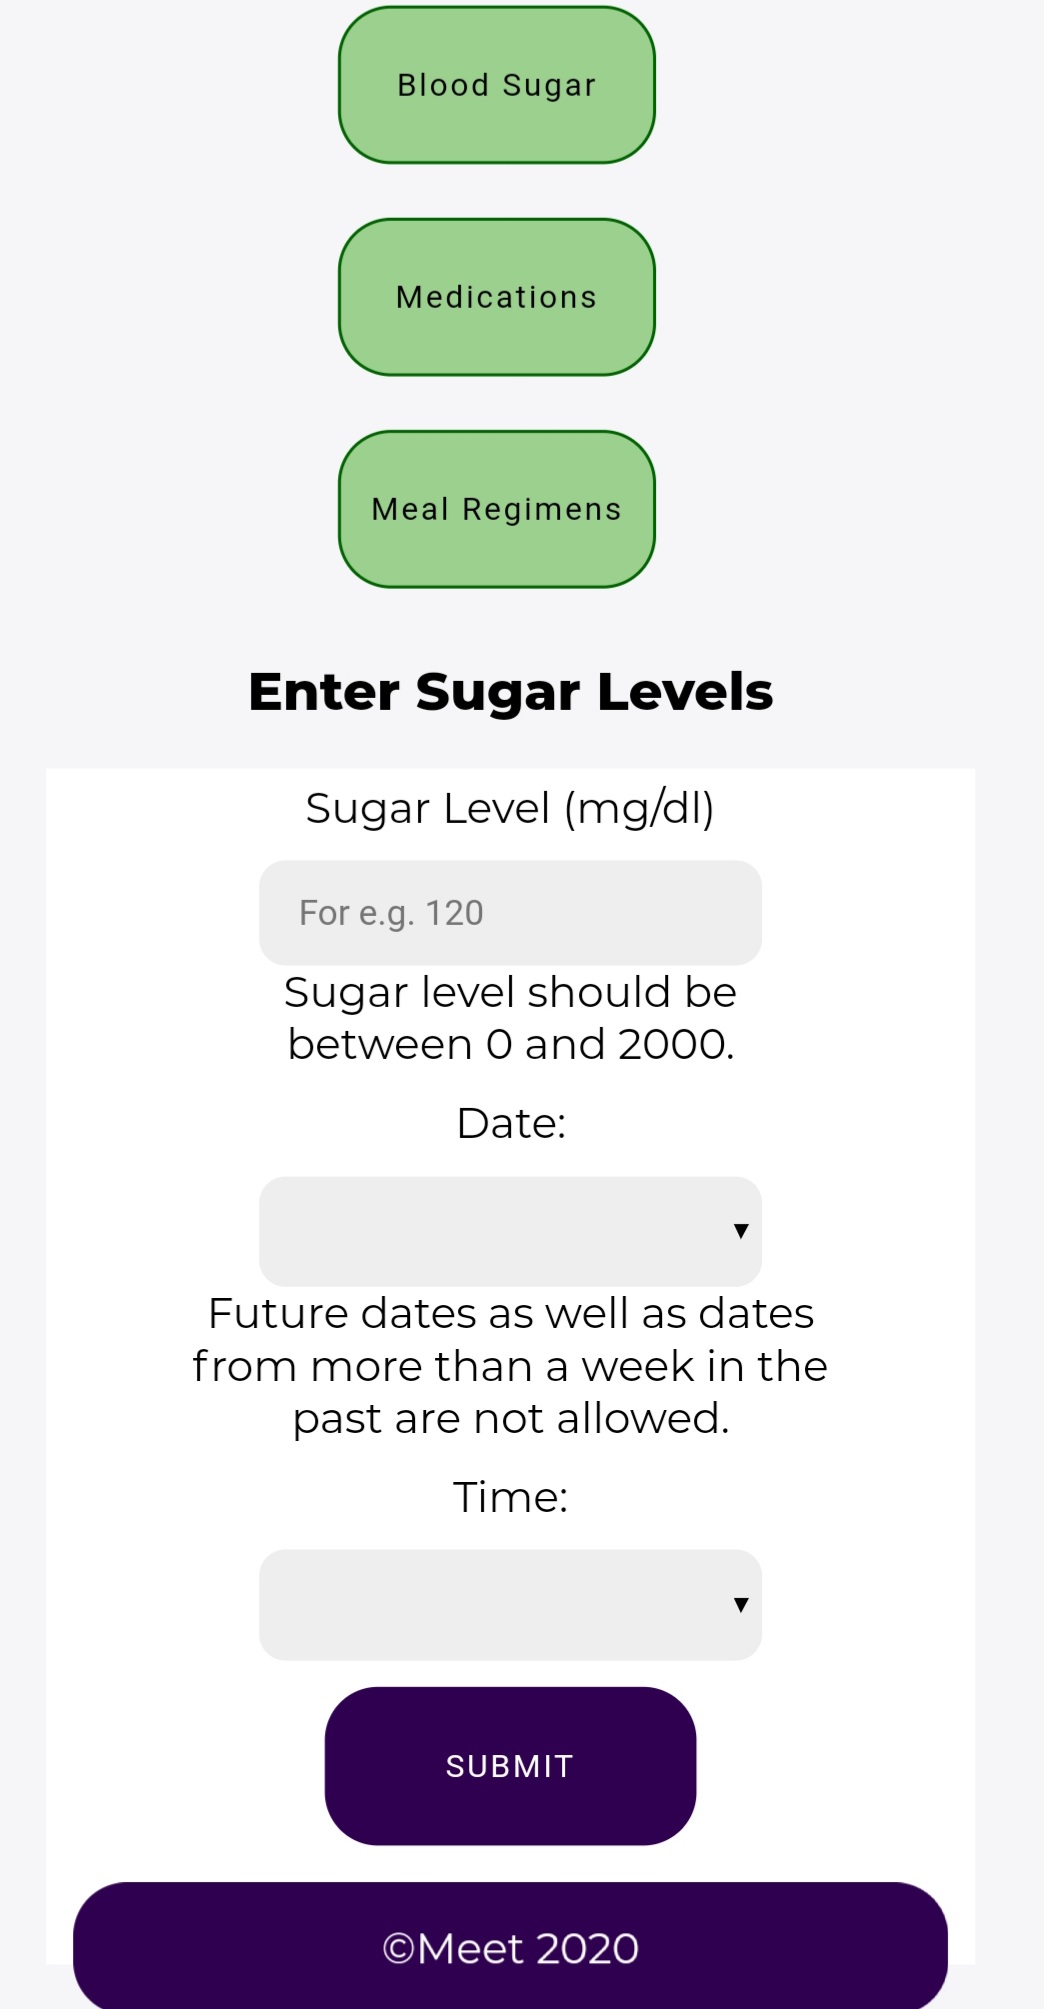 Blood Sugar
Medications
Meal Regimens
Enter Sugar Levels
Sugar Level (mg/dl)
For e.g. 120
Sugar level should be
between 0 and 2000.
Date:
Future dates as well as dates
from more than a week in the
past are not allowed.
Time:
SUBMIT
©Meet 2020